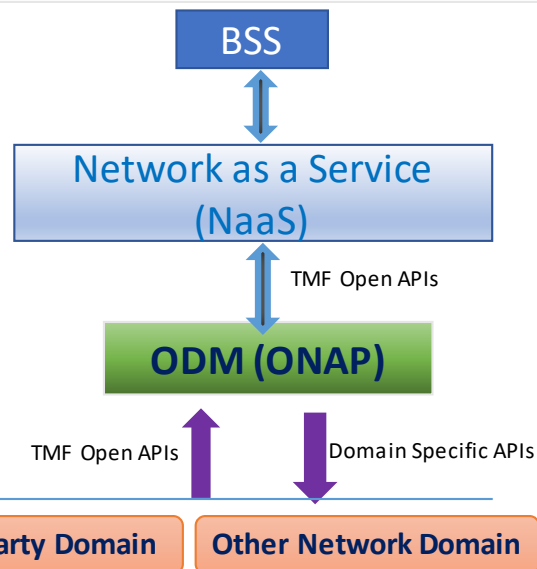 BSS
Network as a Service
(NaaS)
TMF Open APIs
ODM (ONAP)
TMF Open APIs
Domain Specific APIs
arty Domain
Other Network Domain